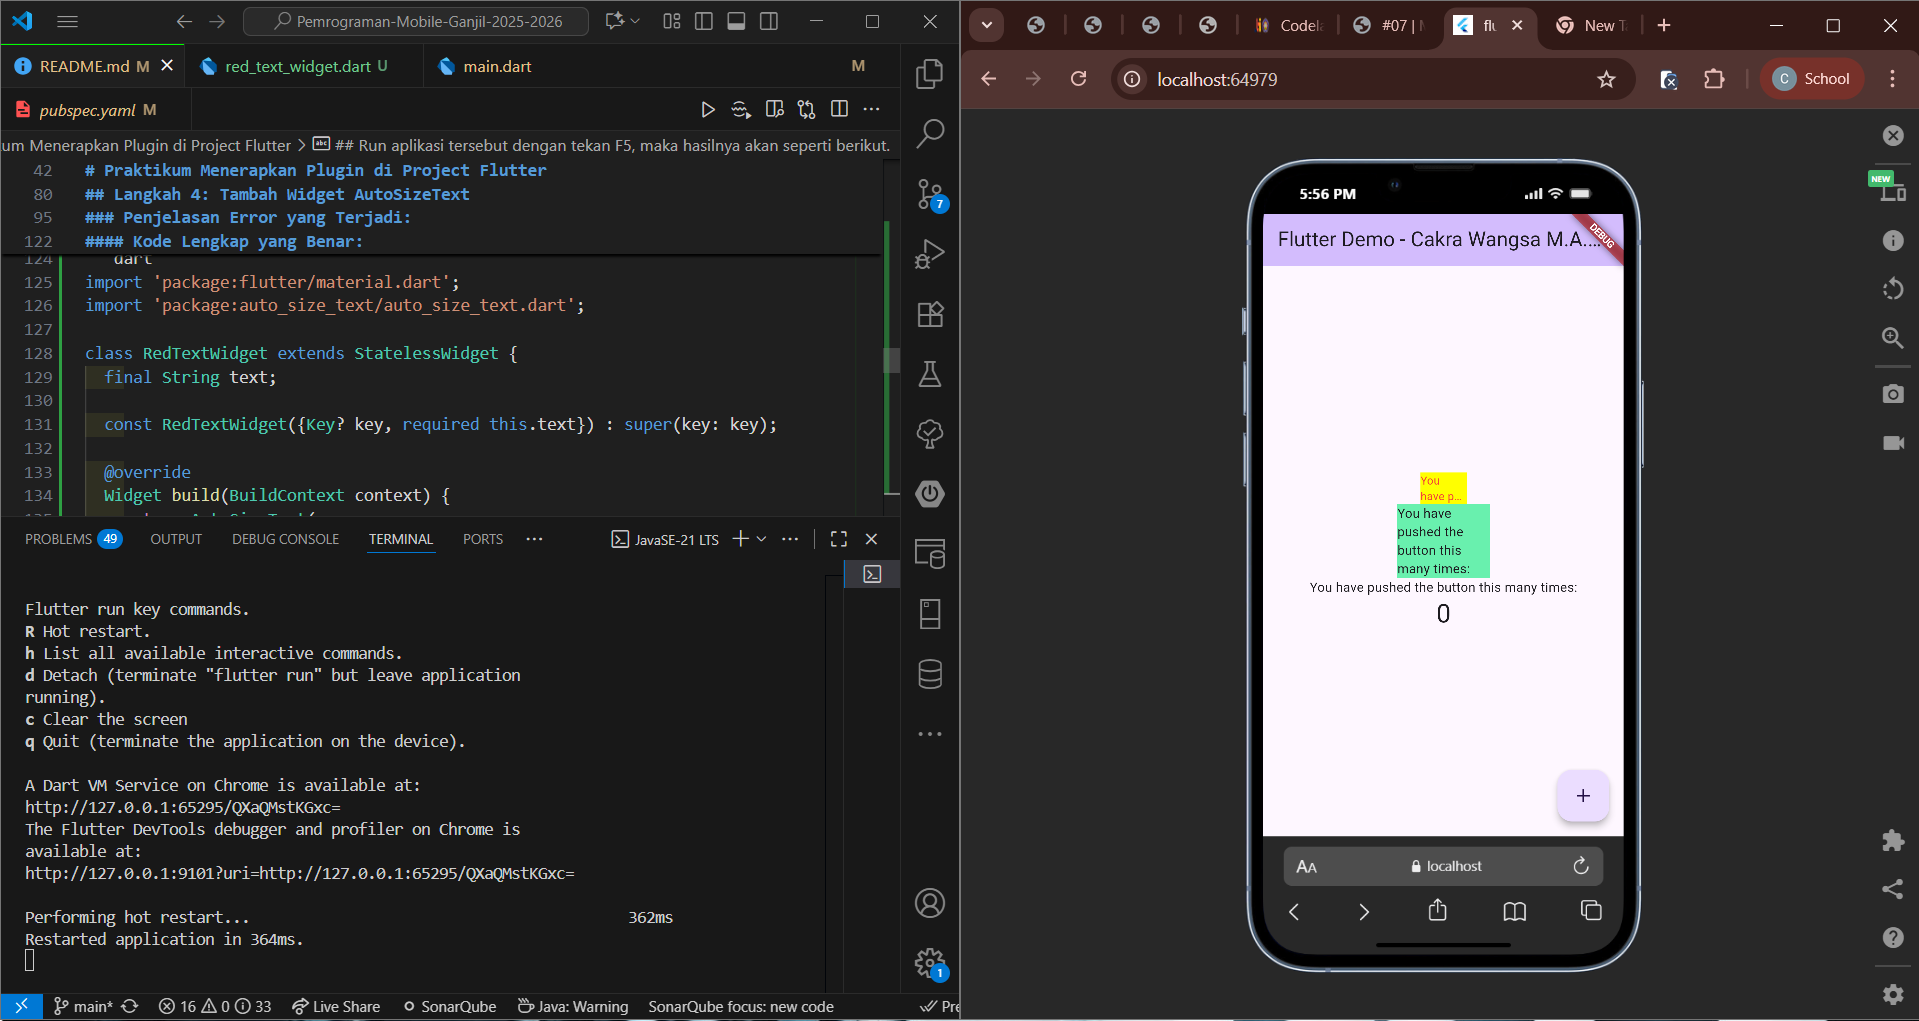 Pemrograman-Mobile-Ganjil-2025-2026
README.md M
red_text_widget.dart U
main.dart M
pubspec.yaml M
um Menerapkan Plugin di Project Flutter > ## Run aplikasi tersebut dengan tekan F5, maka hasilnya akan seperti berikut.
42 # Praktikum Menerapkan Plugin di Project Flutter
80 ## Langkah 4: Tambah Widget AutoSizeText
95 ### Penjelasan Error yang Terjadi:
122 #### Kode Lengkap yang Benar:
124 dart
125 import 'package:flutter/material.dart';
126 import 'package:auto_size_text/auto_size_text.dart';
127
128 class RedTextWidget extends StatelessWidget {
129 final String text;
130
131 const RedTextWidget({Key? key, required this.text}) : super(key: key);
132
133 @override
134 Widget build(BuildContext context) {
PROBLEMS 49 OUTPUT DEBUG CONSOLE TERMINAL PORTS ··· JavaSE-21 LTS
Flutter run key commands.
R Hot restart.
h List all available interactive commands.
d Detach (terminate "flutter run" but leave application
running).
c Clear the screen
q Quit (terminate the application on the device).
A Dart VM Service on Chrome is available at:
http://127.0.0.1:65295/QXaQMstKGxc=
The Flutter DevTools debugger and profiler on Chrome is
available at:
http://127.0.0.1:9101?uri=http://127.0.0.1:65295/QXaQMstKGxc=
Performing hot restart... 362ms
Restarted application in 364ms.
7
1
main* 16 0 33 Live Share SonarQube Java: Warning SonarQube focus: new code Pre
Codel
#07 | M
flu
New T
localhost:64979
C School
NEW
5:56 PM
Flutter Demo - Cakra Wangsa M.A....
DEBUG
You
have p...
You have
pushed the
button this
many times:
You have pushed the button this many times:
0
+
AA localhost